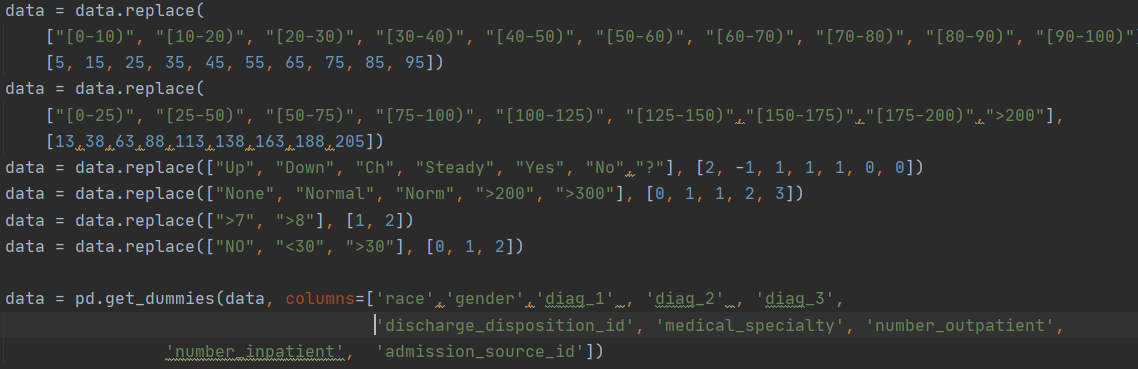 data = data.replace(
["[0-10)", "[10-20)", "[20-30)", "[30-40)", "[40-50)", "[50-60)", "[60-70)", "[70-80)", "[80-90)", "[90-100)"
[5, 15, 25, 35, 45, 55, 65, 75, 85, 95])
data = data.replace(
["[0-25)", "[25-50)", "[50-75)", "[75-100)", "[100-125)", "[125-150)","[150-175)","[175-200)",">200"],
[13,38,63,88,113,138,163,188,205])
data = data.replace(["Up", "Down", "Ch", "Steady", "Yes", "No","?"], [2, -1, 1, 1, 1, 0, 0])
data = data.replace(["None", "Normal", "Norm", ">200", ">300"], [0, 1, 1, 2, 3])
data = data.replace([">7", ">8"], [1, 2])
data = data.replace(["NO", "<30", ">30"], [0, 1, 2])
data = pd.get_dummies(data, columns=['race','gender','diag_1' , 'diag_2' , 'diag_3',
'discharge_disposition_id', 'medical_specialty', 'number_outpatient',
'number_inpatient', 'admission_source_id'])